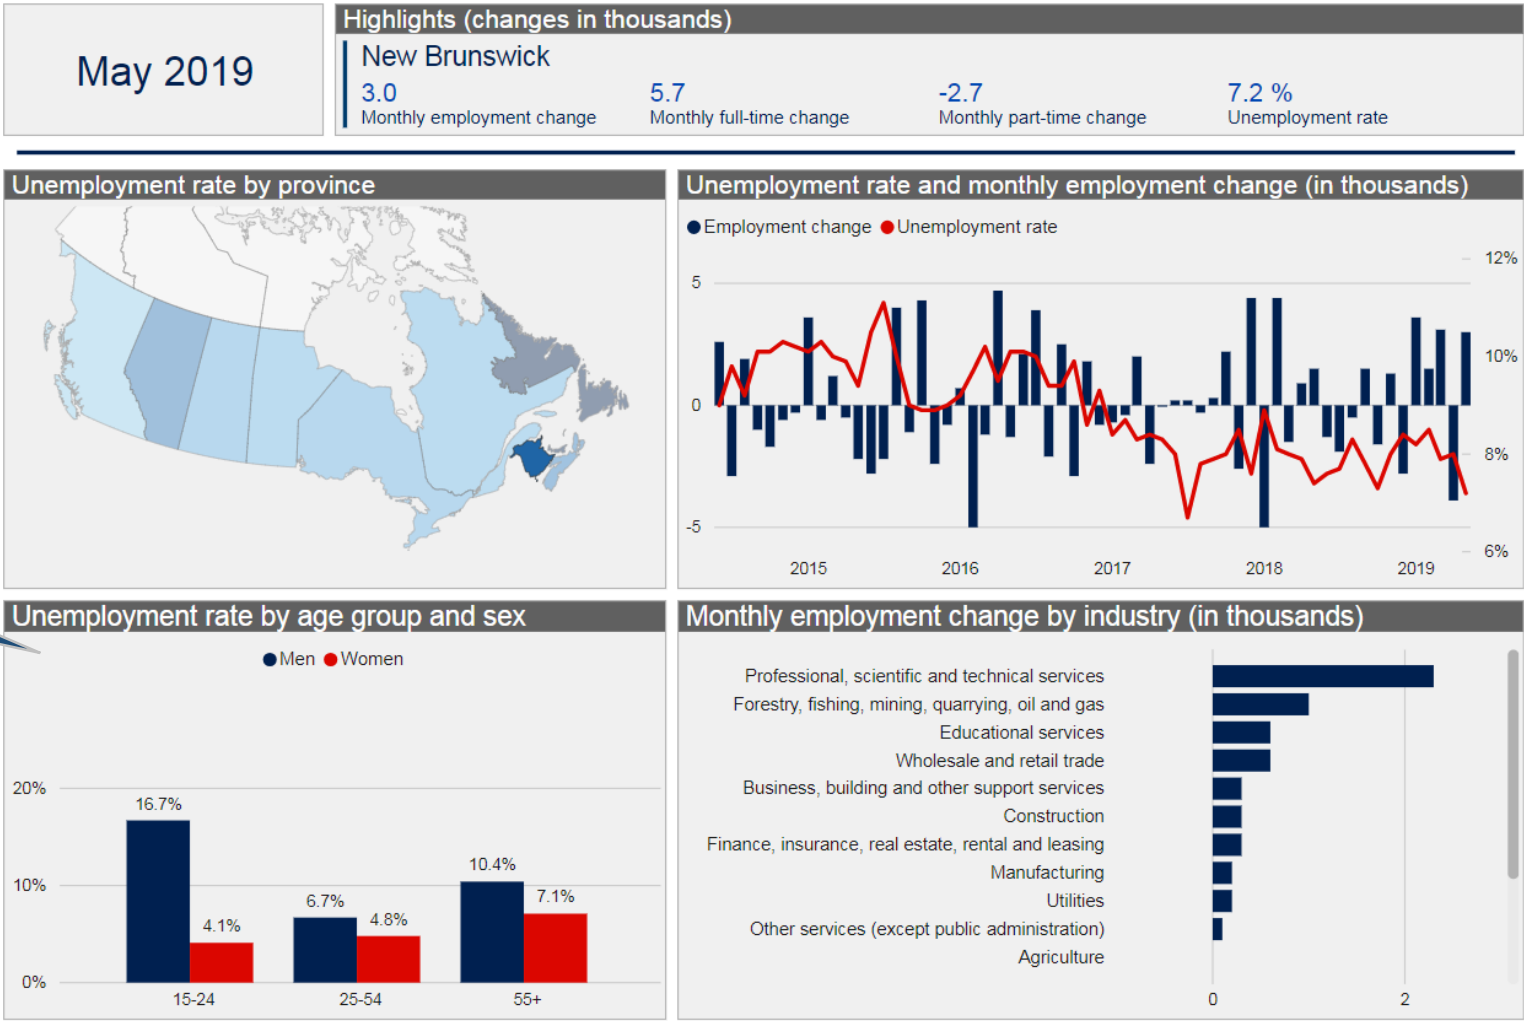 May 2019
Highlights (changes in thousands)
New Brunswick
3.0
Monthly employment change
5.7
Monthly full-time change
-2.7
Monthly part-time change
7.2 %
Unemployment rate
Unemployment rate by province
Unemployment rate and monthly employment change (in thousands)
Employment change
Unemployment rate
12%
5
10%
0
8%
-5
6%
2015
2016
2017
2018
2019
Unemployment rate by age group and sex
Men
Women
20%
16.7%
10.4%
10%
6.7%
7.1%
4.1%
4.8%
0%
15-24
25-54
55+
Monthly employment change by industry (in thousands)
Professional, scientific and technical services
Forestry, fishing, mining, quarrying, oil and gas
Educational services
Wholesale and retail trade
Business, building and other support services
Construction
Finance, insurance, real estate, rental and leasing
Manufacturing
Utilities
Other services (except public administration)
Agriculture
0
2